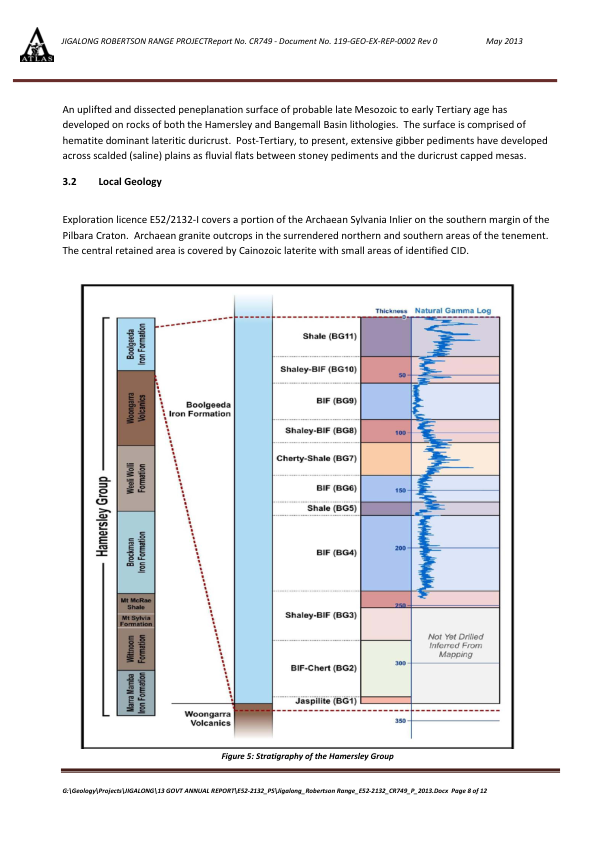 JIGALONG ROBERTSON RANGE PROJECTReport No. CR749 - Document No. 119-GEO-EX-REP-0002 Rev 0 May 2013
ATLAS
An uplifted and dissected peneplanation surface of probable late Mesozoic to early Tertiary age has
developed on rocks of both the Hamersley and Bangemall Basin lithologies. The surface is comprised of
hematite dominant lateritic duricrust. Post-Tertiary, to present, extensive gibber pediments have developed
across scalded (saline) plains as fluvial flats between stoney pediments and the duricrust capped mesas.
3.2 Local Geology
Exploration licence E52/2132-I covers a portion of the Archaean Sylvania Inlier on the southern margin of the
Pilbara Craton. Archaean granite outcrops in the surrendered northern and southern areas of the tenement.
The central retained area is covered by Cainozoic laterite with small areas of identified CID.
Hamersley Group
Boolgeeda
Iron Formation
Woongarra
Volcanics
Weeli Wolli
Formation
Brockman
Iron Formation
Mt McRae
Shale
Mt Sylvia
Formation
Wittnoom
Formation
Marra Mamba
Iron Formation
Boolgeeda
Iron Formation
Woongarra
Volcanics
Thickness Natural Gamma Log
0
Shale (BG11)
Shaley-BIF (BG10)
50
BIF (BG9)
Shaley-BIF (BG8)
100
Cherty-Shale (BG7)
BIF (BG6)
150
Shale (BG5)
200
BIF (BG4)
250
Shaley-BIF (BG3)
Not Yet Drilled
Inferred From
Mapping
300
BIF-Chert (BG2)
Jaspilite (BG1)
350
Figure 5: Stratigraphy of the Hamersley Group
G:\Geology\Projects\JIGALONG\13 GOVT ANNUAL REPORT\E52-2132_PS\Jigalong_Robertson Range_E52-2132_CR749_P_2013.Docx Page 8 of 12